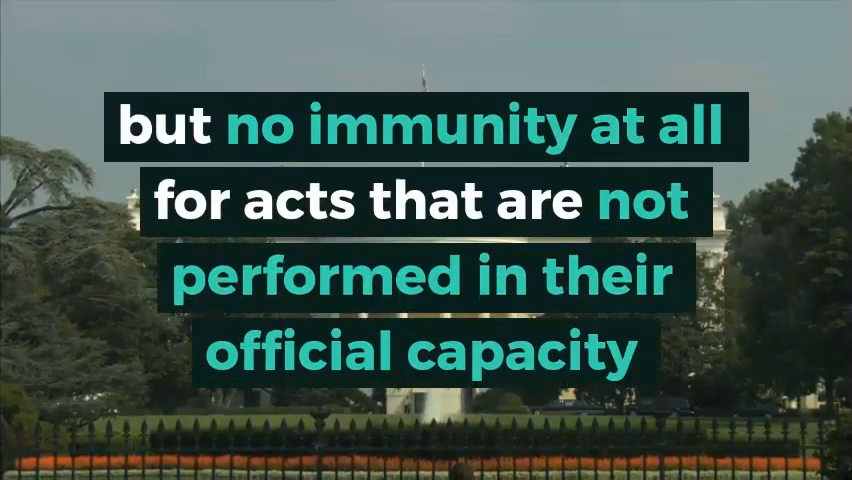 but no immunity at all
for acts that are not
performed in their
official capacity